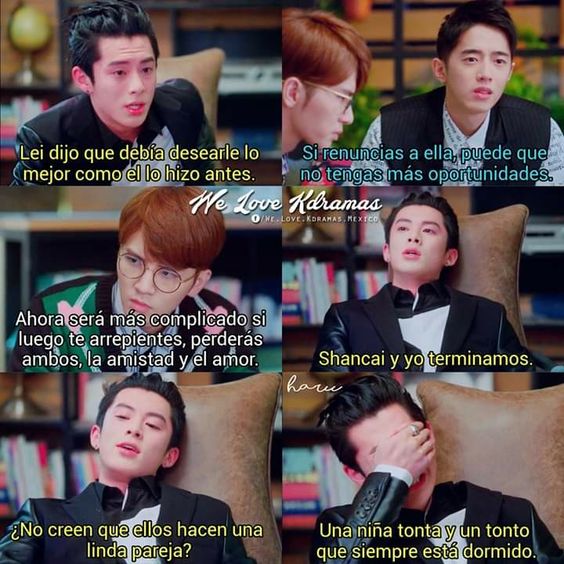 Lei dijo que debía desearle lo
mejor como el lo hizo antes.
Si renuncias a ella, puede que
no tengas más oportunidades.
We Love Kdramas
f/WE.LOVE.KDRAMAS.MEXICO
Ahora será más complicado si
luego te arrepientes, perderás
ambos, la amistad y el amor.
Shancai y yo terminamos.
haru
¿No creen que ellos hacen una
linda pareja?
Una niña tonta y un tonto
que siempre está dormido.